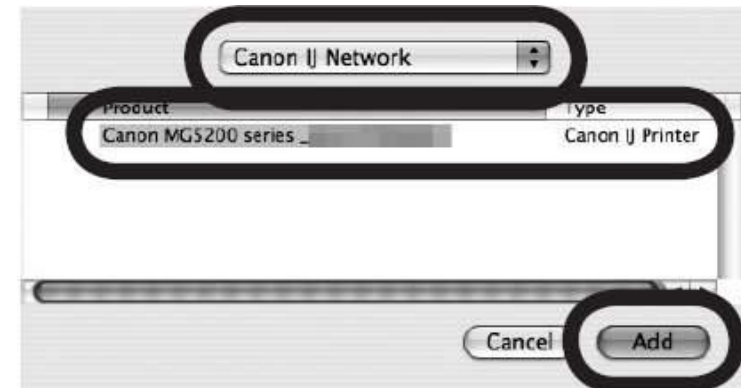 Canon IJ Network
Product Type
Canon MG5200 series _ Canon IJ Printer
Cancel Add